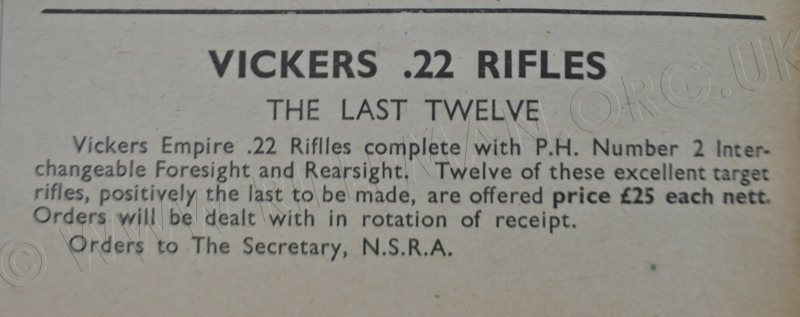 VICKERS .22 RIFLES
THE LAST TWELVE
Vickers Empire .22 Riflles complete with P.H. Number 2 Inter-
changeable Foresight and Rearsight. Twelve of these excellent target
rifles, positively the last to be made, are offered price £25 each nett.
Orders will be dealt with in rotation of receipt.
Orders to The Secretary, N.S.R.A.